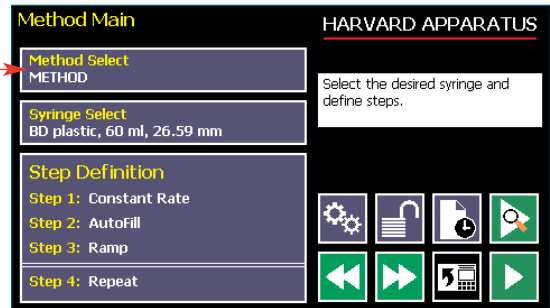 Method Main
HARVARD APPARATUS
Method Select
METHOD
Select the desired syringe and
define steps.
Syringe Select
BD plastic, 60 ml, 26.59 mm
Step Definition
Step 1: Constant Rate
Step 2: AutoFill
Step 3: Ramp
Step 4: Repeat